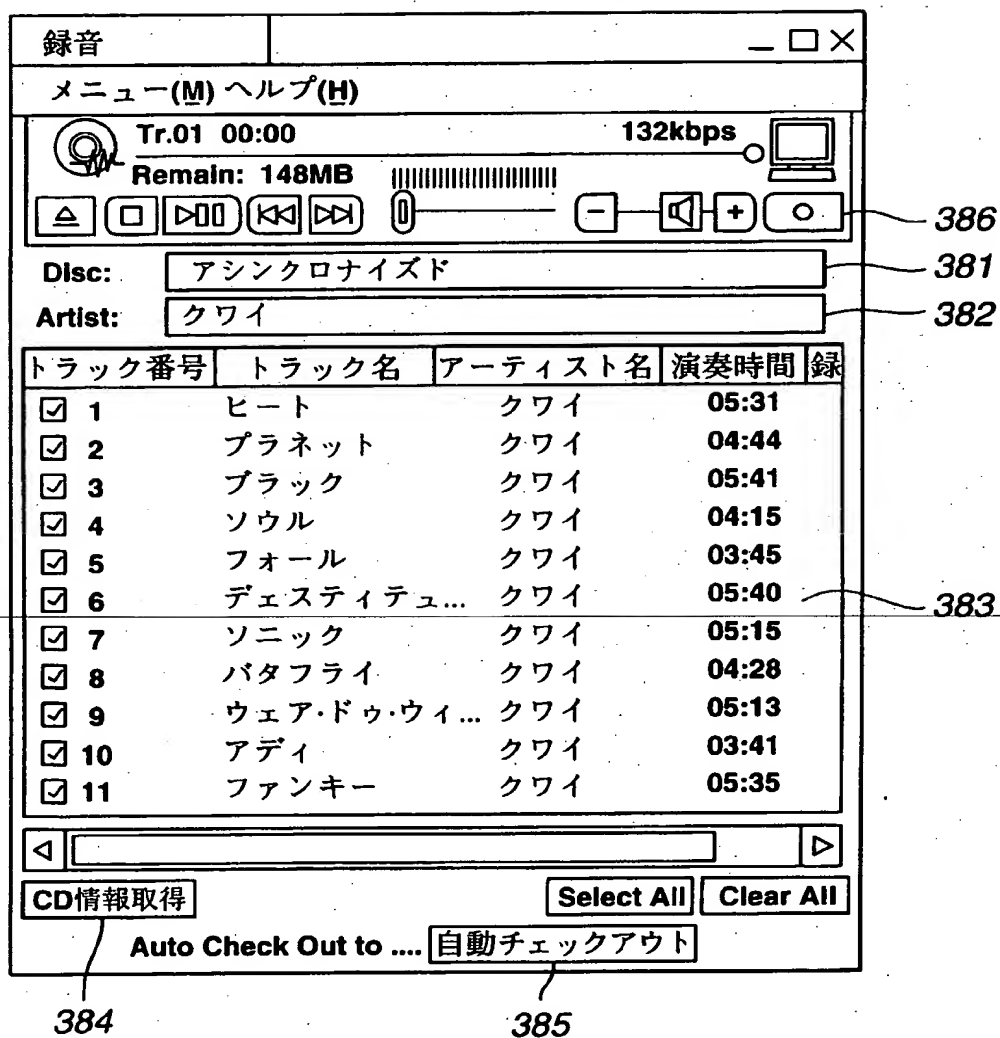 録音
メニュー(M) ヘルプ(H)
Tr.01 00:00 132kbps
Remain: 148MB
386
Disc: アシンクロナイズド 381
Artist: クワイ 382
トラック番号 トラック名 アーティスト名 演奏時間 録
1 ヒート クワイ 05:31
2 プラネット クワイ 04:44
3 ブラック クワイ 05:41
4 ソウル クワイ 04:15
5 フォール クワイ 03:45
6 デェスティテュ... クワイ 05:40 383
7 ソニック クワイ 05:15
8 バタフライ クワイ 04:28
9 ウェア·ドゥ·ウィ... クワイ 05:13
10 アディ クワイ 03:41
11 ファンキー クワイ 05:35
CD情報取得 Select All Clear All
Auto Check Out to .... 自動チェックアウト
384 385